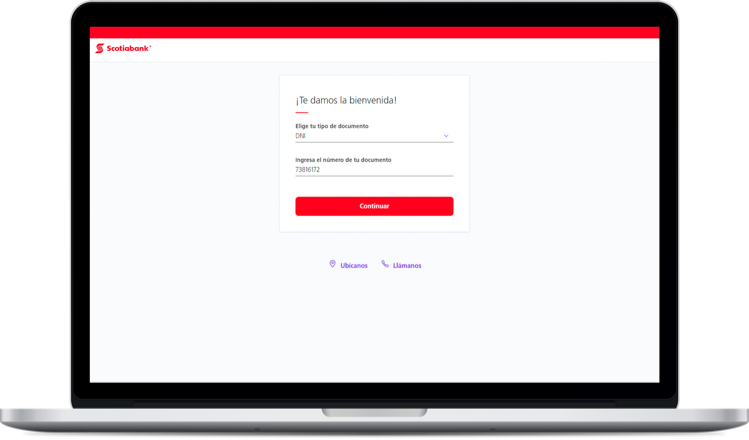 Scotiabank®
¡Te damos la bienvenida!
Elige tu tipo de documento
DNI
Ingresa el número de tu documento
73816172
Continuar
Ubícanos Llámanos